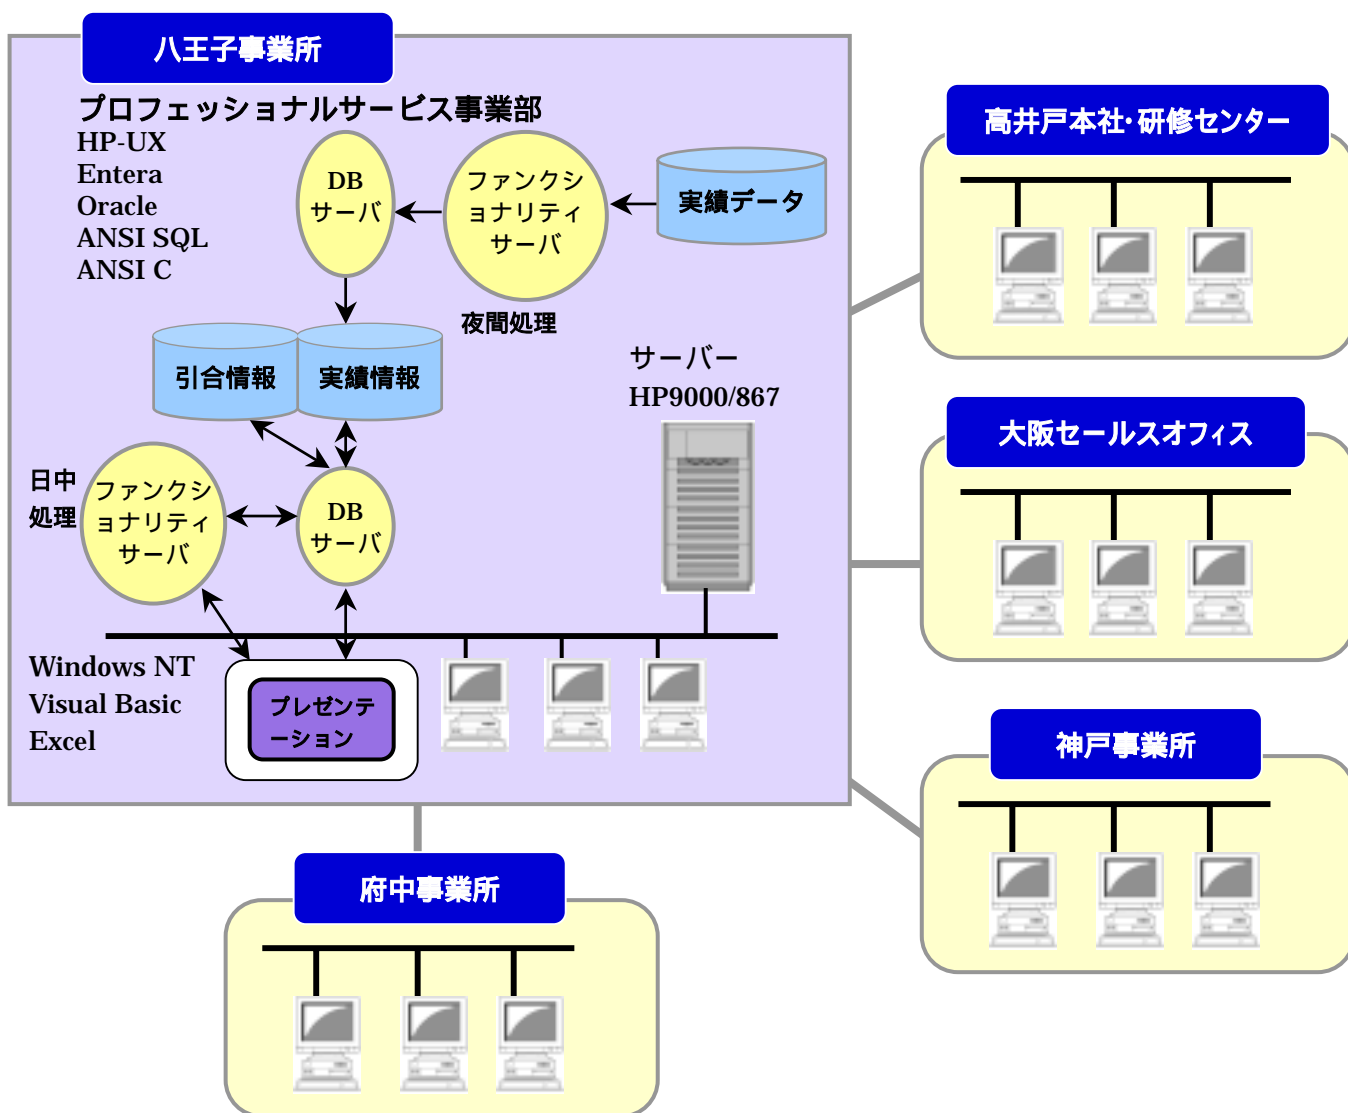 八王子事業所
プロフェッショナルサービス事業部
HP-UX
Entera
Oracle
ANSI SQL
ANSI C
DB
サーバ
ファンクシ
ョナリティ
サーバ
実績データ
夜間処理
引合情報
実績情報
サーバー
HP9000/867
日中
処理
ファンクシ
ョナリティ
サーバ
DB
サーバ
Windows NT
Visual Basic
Excel
プレゼンテ
ーション
高井戸本社・研修センター
大阪セールスオフィス
神戸事業所
府中事業所